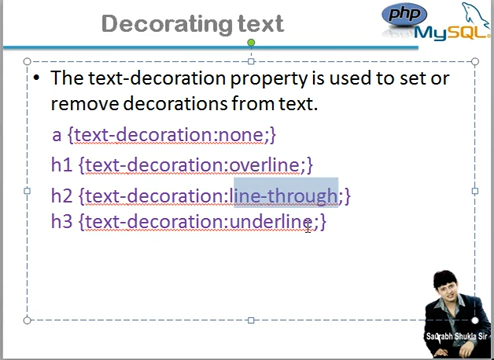 Decorating text
php
MySQL
• The text-decoration property is used to set or
remove decorations from text.
a {text-decoration:none;}
h1 {text-decoration:overline;}
h2 {text-decoration:line-through;}
h3 {text-decoration:underline;}
Saurabh Shukla Sir